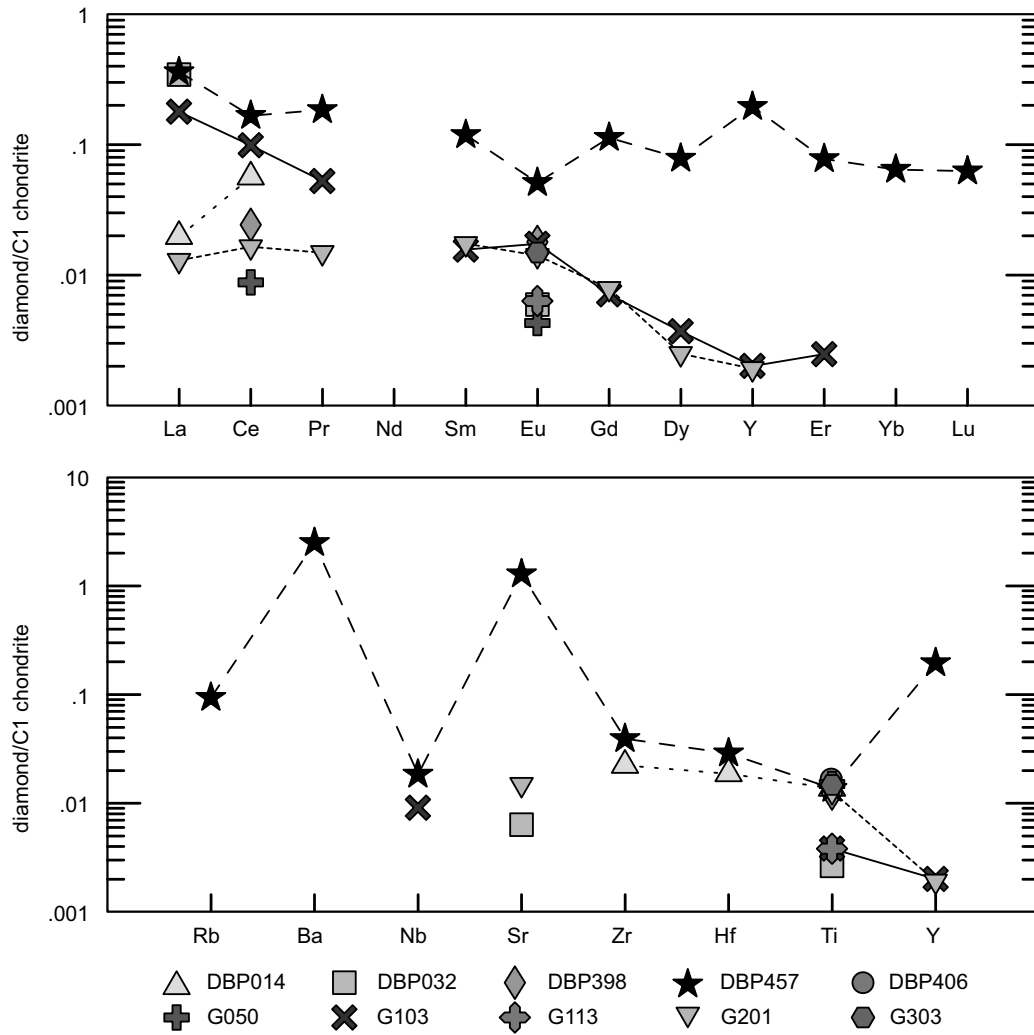 1
.1
.01
.001
diamond/C1 chondrite
La Ce Pr Nd Sm Eu Gd Dy Y Er Yb Lu
10
1
.1
.01
.001
diamond/C1 chondrite
Rb Ba Nb Sr Zr Hf Ti Y
DBP014 DBP032 DBP398 DBP457 DBP406
G050 G103 G113 G201 G303